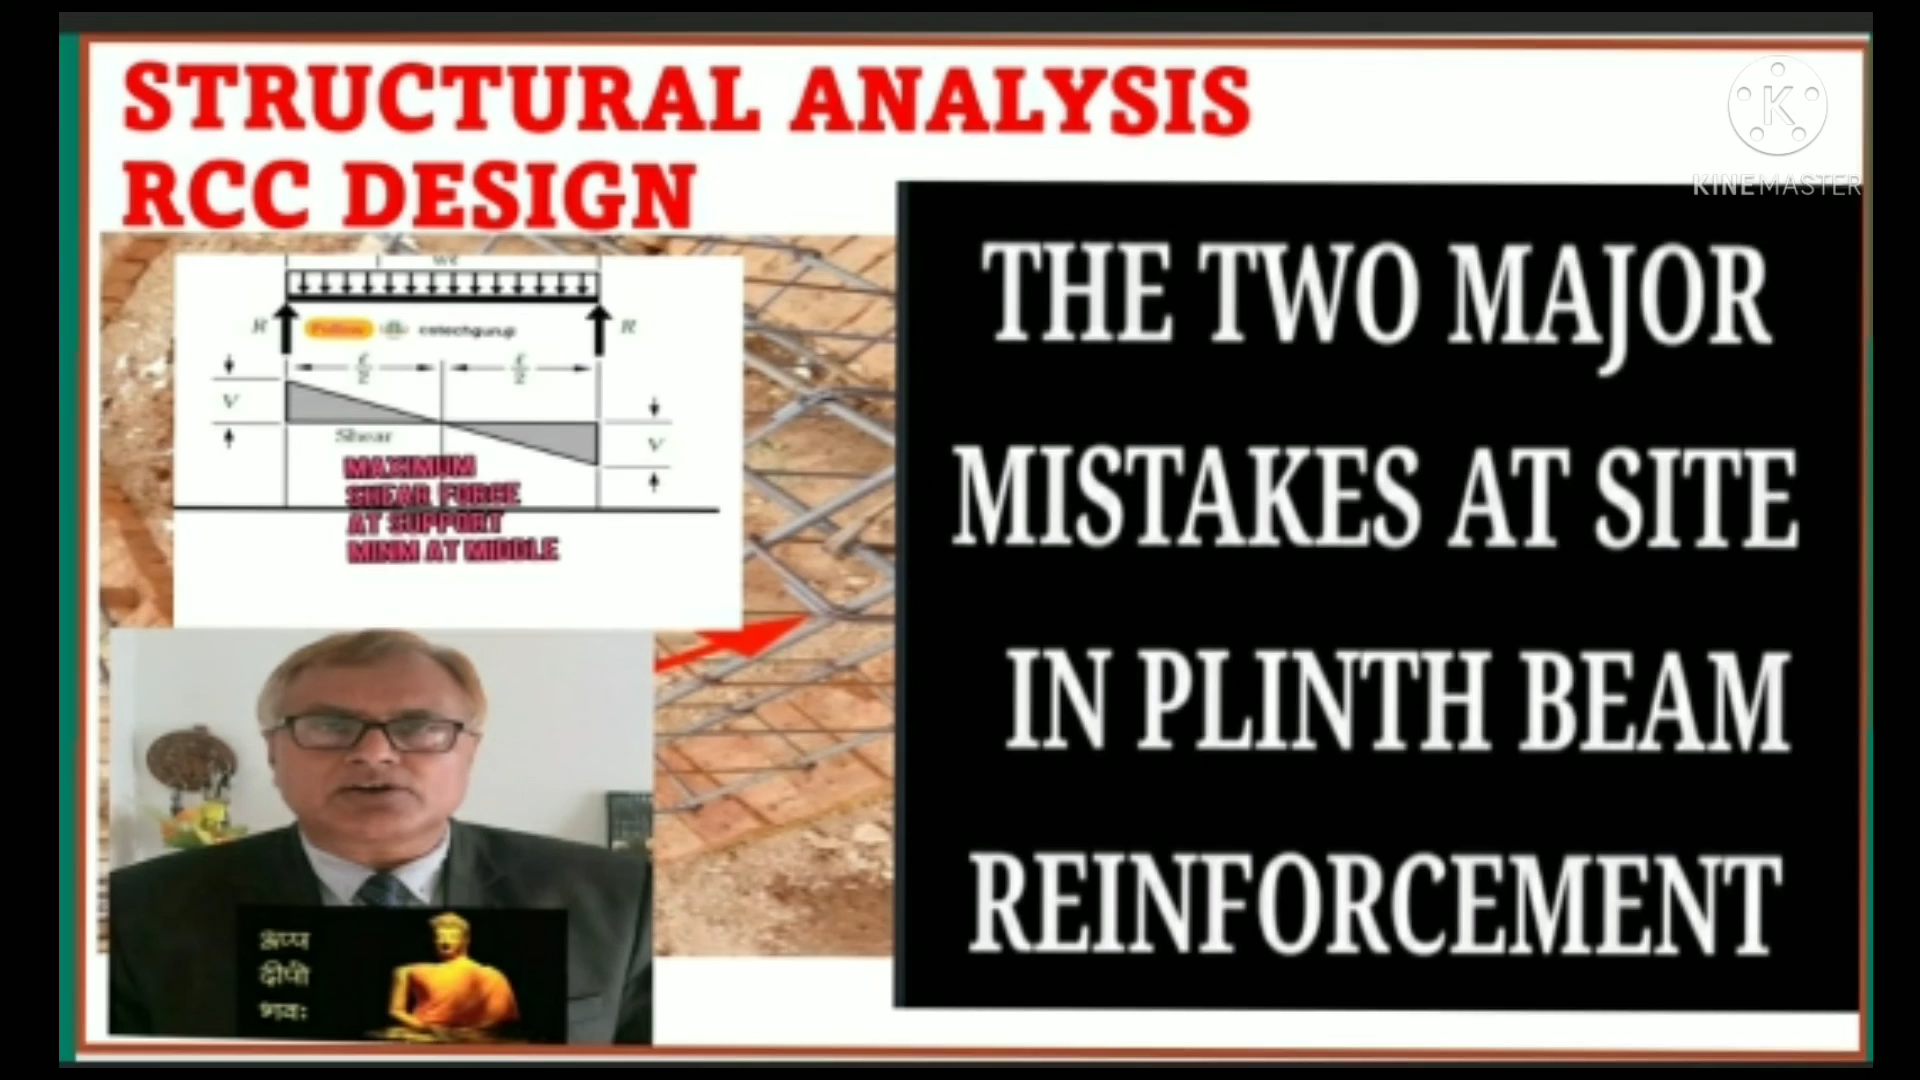 STRUCTURAL ANALYSIS
RCC DESIGN
KINEMASTER
R
Follow
R
V
Shear
V
MAXIMUM
SHEAR FORCE
AT SUPPORT
MINM AT MIDDLE
THE TWO MAJOR
MISTAKES AT SITE
IN PLINTH BEAM
REINFORCEMENT
अप्प
दीपो
भवः